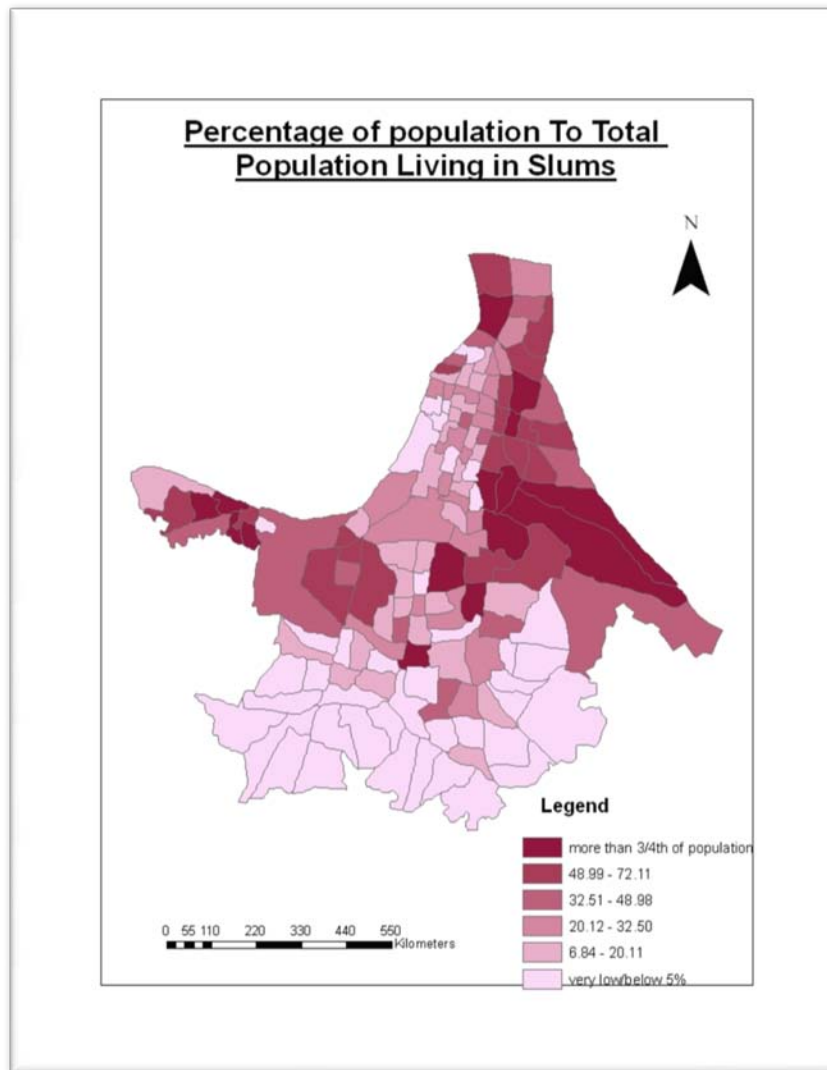 Percentage of population To Total
Population Living in Slums
N
Legend
more than 3/4th of population
48.99 - 72.11
32.51 - 48.98
20.12 - 32.50
6.84 - 20.11
very low/below 5%
0 55 110 220 330 440 550
Kilometers